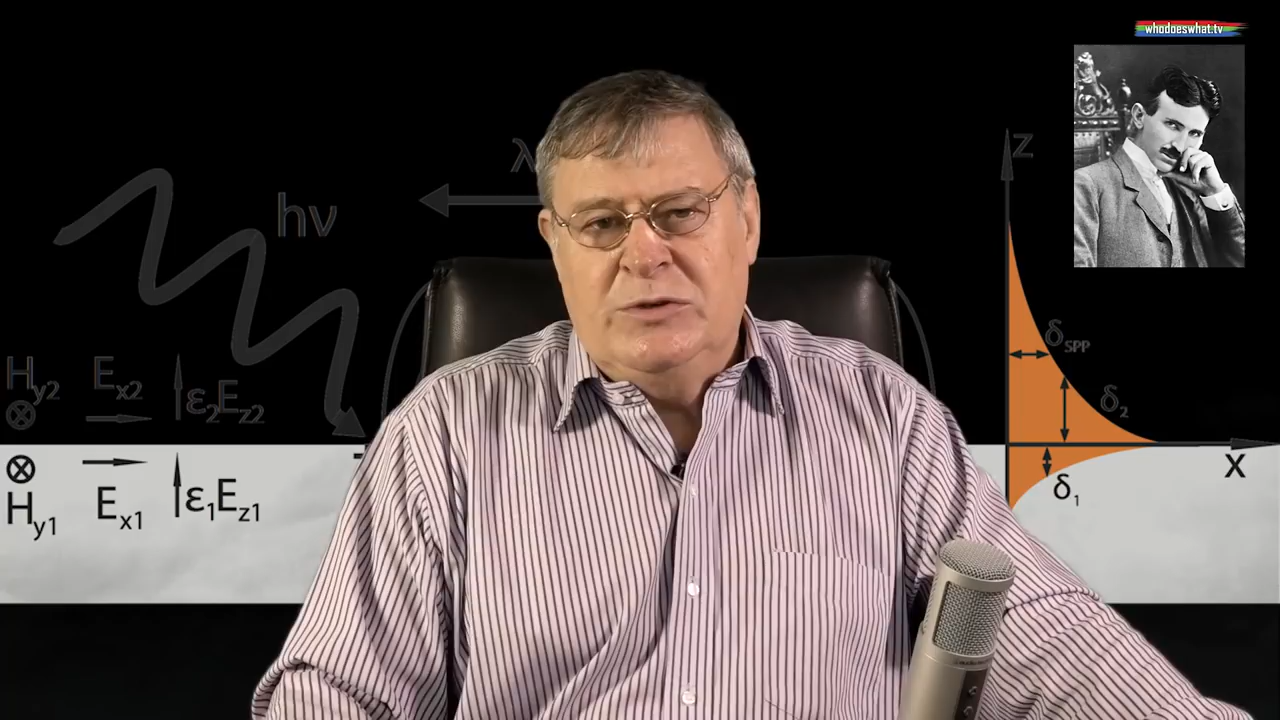 whodoeswhat.tv
λ
z
hν
δSPP
Hy2
Ex2
ε2Ez2
δ2
x
Hy1
Ex1
ε1Ez1
δ1